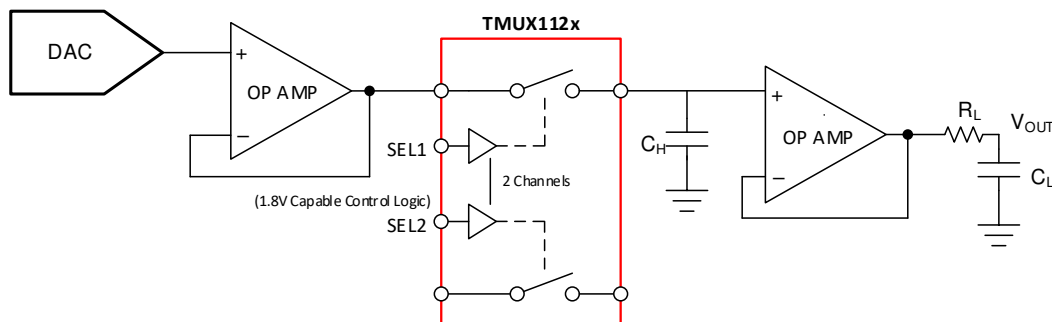 TMUX112x
DAC
+
OP AMP
−
SEL1
2 Channels
(1.8V Capable Control Logic)
SEL2
C_H
+
OP AMP
−
R_L
V_OUT
C_L